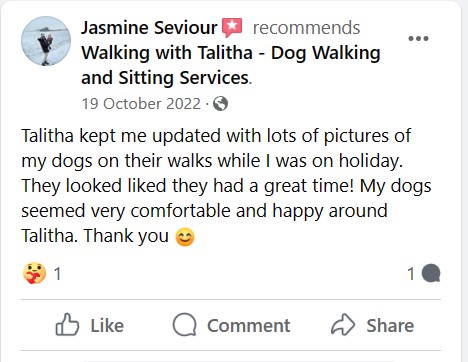 Jasmine Seviour recommends
Walking with Talitha - Dog Walking
and Sitting Services.
19 October 2022 ·
Talitha kept me updated with lots of pictures of
my dogs on their walks while I was on holiday.
They looked liked they had a great time! My dogs
seemed very comfortable and happy around
Talitha. Thank you 😊
1 1
Like Comment Share